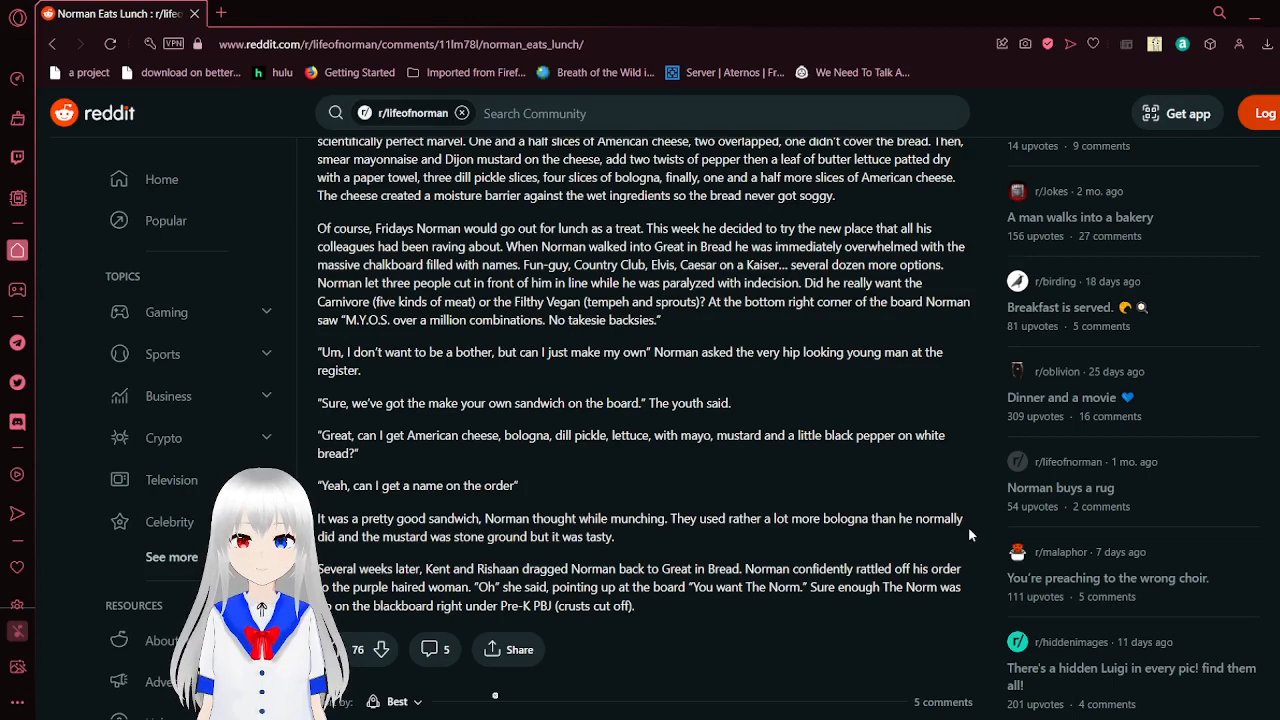 Norman Eats Lunch : r/lifeo
www.reddit.com/r/lifeofnorman/comments/11lm78l/norman_eats_lunch/
VPN
a project
download on better...
hulu
Getting Started
Imported from Firef...
Breath of the Wild i...
Server | Aternos | Fr...
We Need To Talk A...
reddit
r/lifeofnorman
Search Community
Get app
Log
Home
Popular
TOPICS
Gaming
Sports
Business
Crypto
Television
Celebrity
See more
RESOURCES
About
Adve
scientifically perfect marvel. One and a half slices of American cheese, two overlapped, one didn't cover the bread. Then,
smear mayonnaise and Dijon mustard on the cheese, add two twists of pepper then a leaf of butter lettuce patted dry
with a paper towel, three dill pickle slices, four slices of bologna, finally, one and a half more slices of American cheese.
The cheese created a moisture barrier against the wet ingredients so the bread never got soggy.
Of course, Fridays Norman would go out for lunch as a treat. This week he decided to try the new place that all his
colleagues had been raving about. When Norman walked into Great in Bread he was immediately overwhelmed with the
massive chalkboard filled with names. Fun-guy, Country Club, Elvis, Caesar on a Kaiser... several dozen more options.
Norman let three people cut in front of him in line while he was paralyzed with indecision. Did he really want the
Carnivore (five kinds of meat) or the Filthy Vegan (tempeh and sprouts)? At the bottom right corner of the board Norman
saw “M.Y.O.S. over a million combinations. No takesie backsies.”
“Um, I don’t want to be a bother, but can I just make my own” Norman asked the very hip looking young man at the
register.
“Sure, we’ve got the make your own sandwich on the board.” The youth said.
“Great, can I get American cheese, bologna, dill pickle, lettuce, with mayo, mustard and a little black pepper on white
bread?”
“Yeah, can I get a name on the order”
It was a pretty good sandwich, Norman thought while munching. They used rather a lot more bologna than he normally
did and the mustard was stone ground but it was tasty.
Several weeks later, Kent and Rishaan dragged Norman back to Great in Bread. Norman confidently rattled off his order
to the purple haired woman. “Oh” she said, pointing up at the board “You want The Norm.” Sure enough The Norm was
on the blackboard right under Pre-K PBJ (crusts cut off).
76
5
Share
Best
5 comments
14 upvotes • 9 comments
r/Jokes • 2 mo. ago
A man walks into a bakery
156 upvotes • 27 comments
r/birding • 18 days ago
Breakfast is served.
81 upvotes • 5 comments
r/oblivion • 25 days ago
Dinner and a movie 💙
309 upvotes • 16 comments
r/lifeofnorman • 1 mo. ago
Norman buys a rug
54 upvotes • 2 comments
r/malaphor • 7 days ago
You’re preaching to the wrong choir.
111 upvotes • 5 comments
r/hiddenimages • 11 days ago
There's a hidden Luigi in every pic! find them
all!
201 upvotes • 4 comments